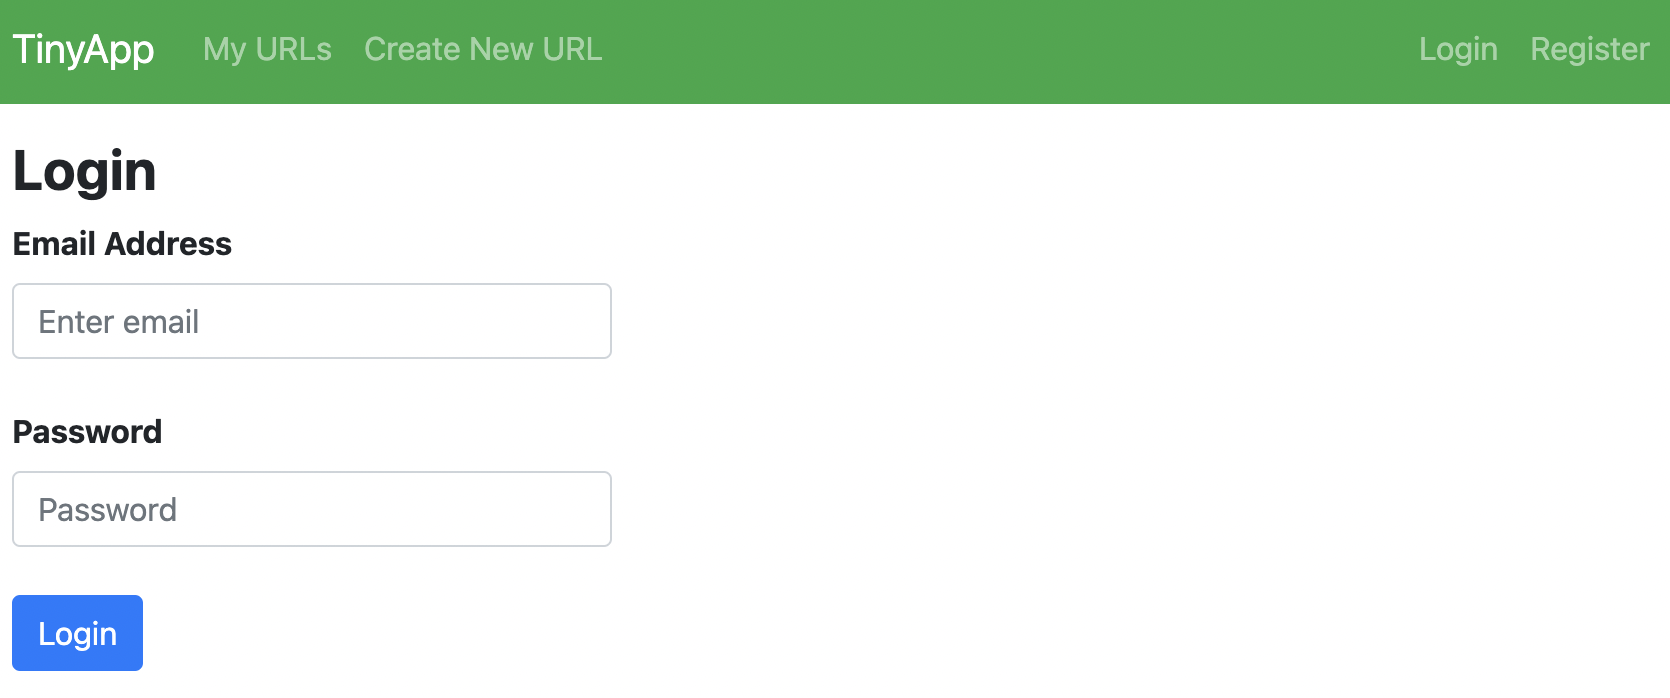 TinyApp My URLs Create New URL Login Register
Login
Email Address
Enter email
Password
Password
Login